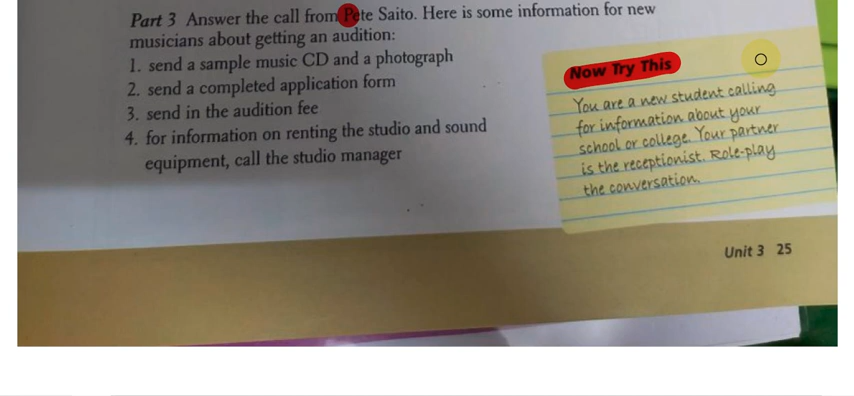 Part 3 Answer the call from Pete Saito. Here is some information for new
musicians about getting an audition:
1. send a sample music CD and a photograph
2. send a completed application form
3. send in the audition fee
4. for information on renting the studio and sound
equipment, call the studio manager
Now Try This
You are a new student calling
for information about your
school or college. Your partner
is the receptionist. Role-play
the conversation.
Unit 3 25